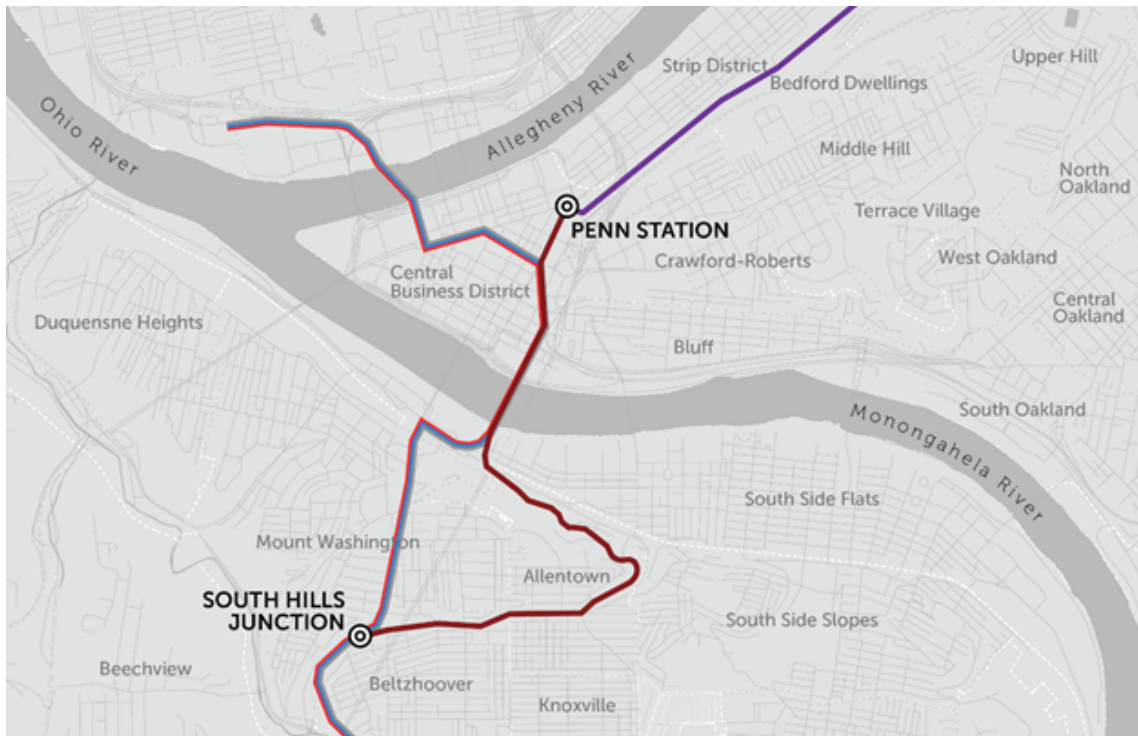 Strip District
Upper Hill
Bedford Dwellings
Ohio River
Allegheny River
Middle Hill
North
Oakland
Terrace Village
PENN STATION
Crawford-Roberts
West Oakland
Central
Business District
Central
Oakland
Duquensne Heights
Bluff
Monongahela River
South Oakland
South Side Flats
Mount Washington
Allentown
SOUTH HILLS
JUNCTION
South Side Slopes
Beechview
Beltzhoover
Knoxville